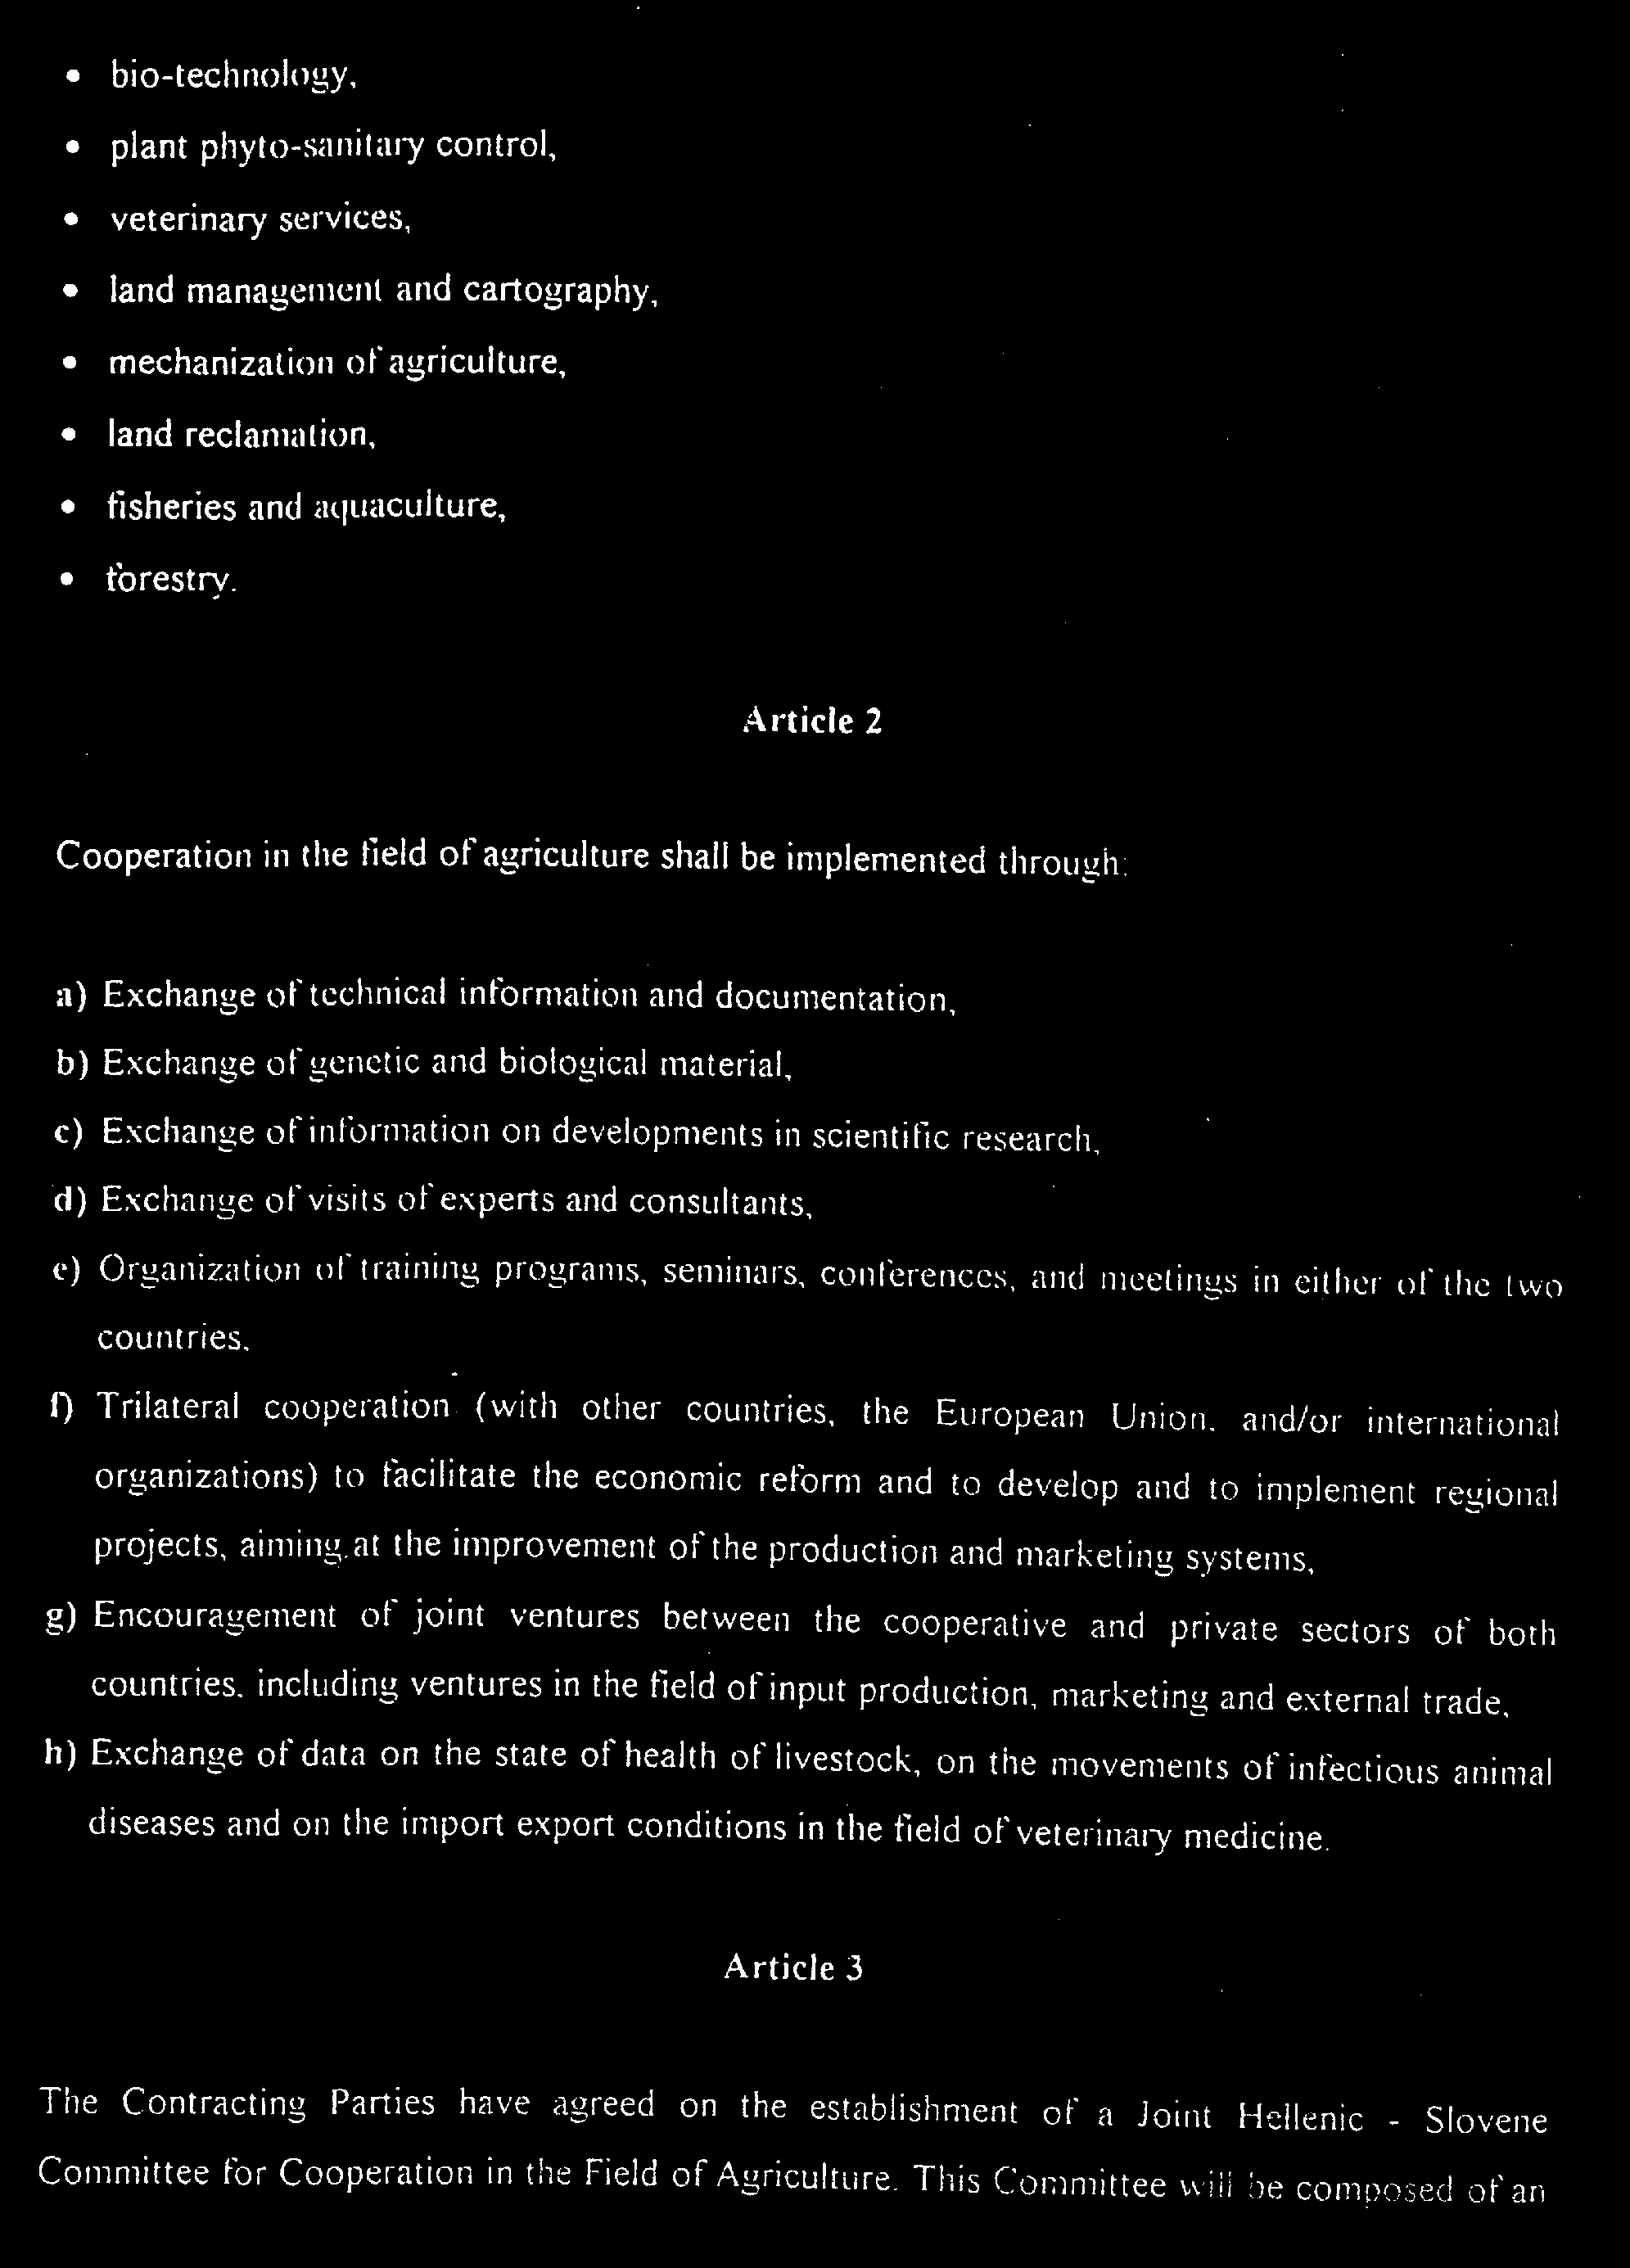 • bio-technology,
• plant phyto-sanitary control,
• veterinary services,
• land management and cartography,
• mechanization of agriculture,
• land reclamation,
• fisheries and aquaculture,
• forestry.
Article 2
Cooperation in the field of agriculture shall be implemented through:
a) Exchange of technical information and documentation,
b) Exchange of genetic and biological material,
c) Exchange of information on developments in scientific research,
d) Exchange of visits of experts and consultants,
e) Organization of training programs, seminars, conferences, and meetings in either of the two
countries,
f) Trilateral cooperation (with other countries, the European Union, and/or international
organizations) to facilitate the economic reform and to develop and to implement regional
projects, aiming at the improvement of the production and marketing systems,
g) Encouragement of joint ventures between the cooperative and private sectors of both
countries, including ventures in the field of input production, marketing and external trade,
h) Exchange of data on the state of health of livestock, on the movements of infectious animal
diseases and on the import export conditions in the field of veterinary medicine.
Article 3
The Contracting Parties have agreed on the establishment of a Joint Hellenic - Slovene
Committee for Cooperation in the Field of Agriculture. This Committee will be composed of an